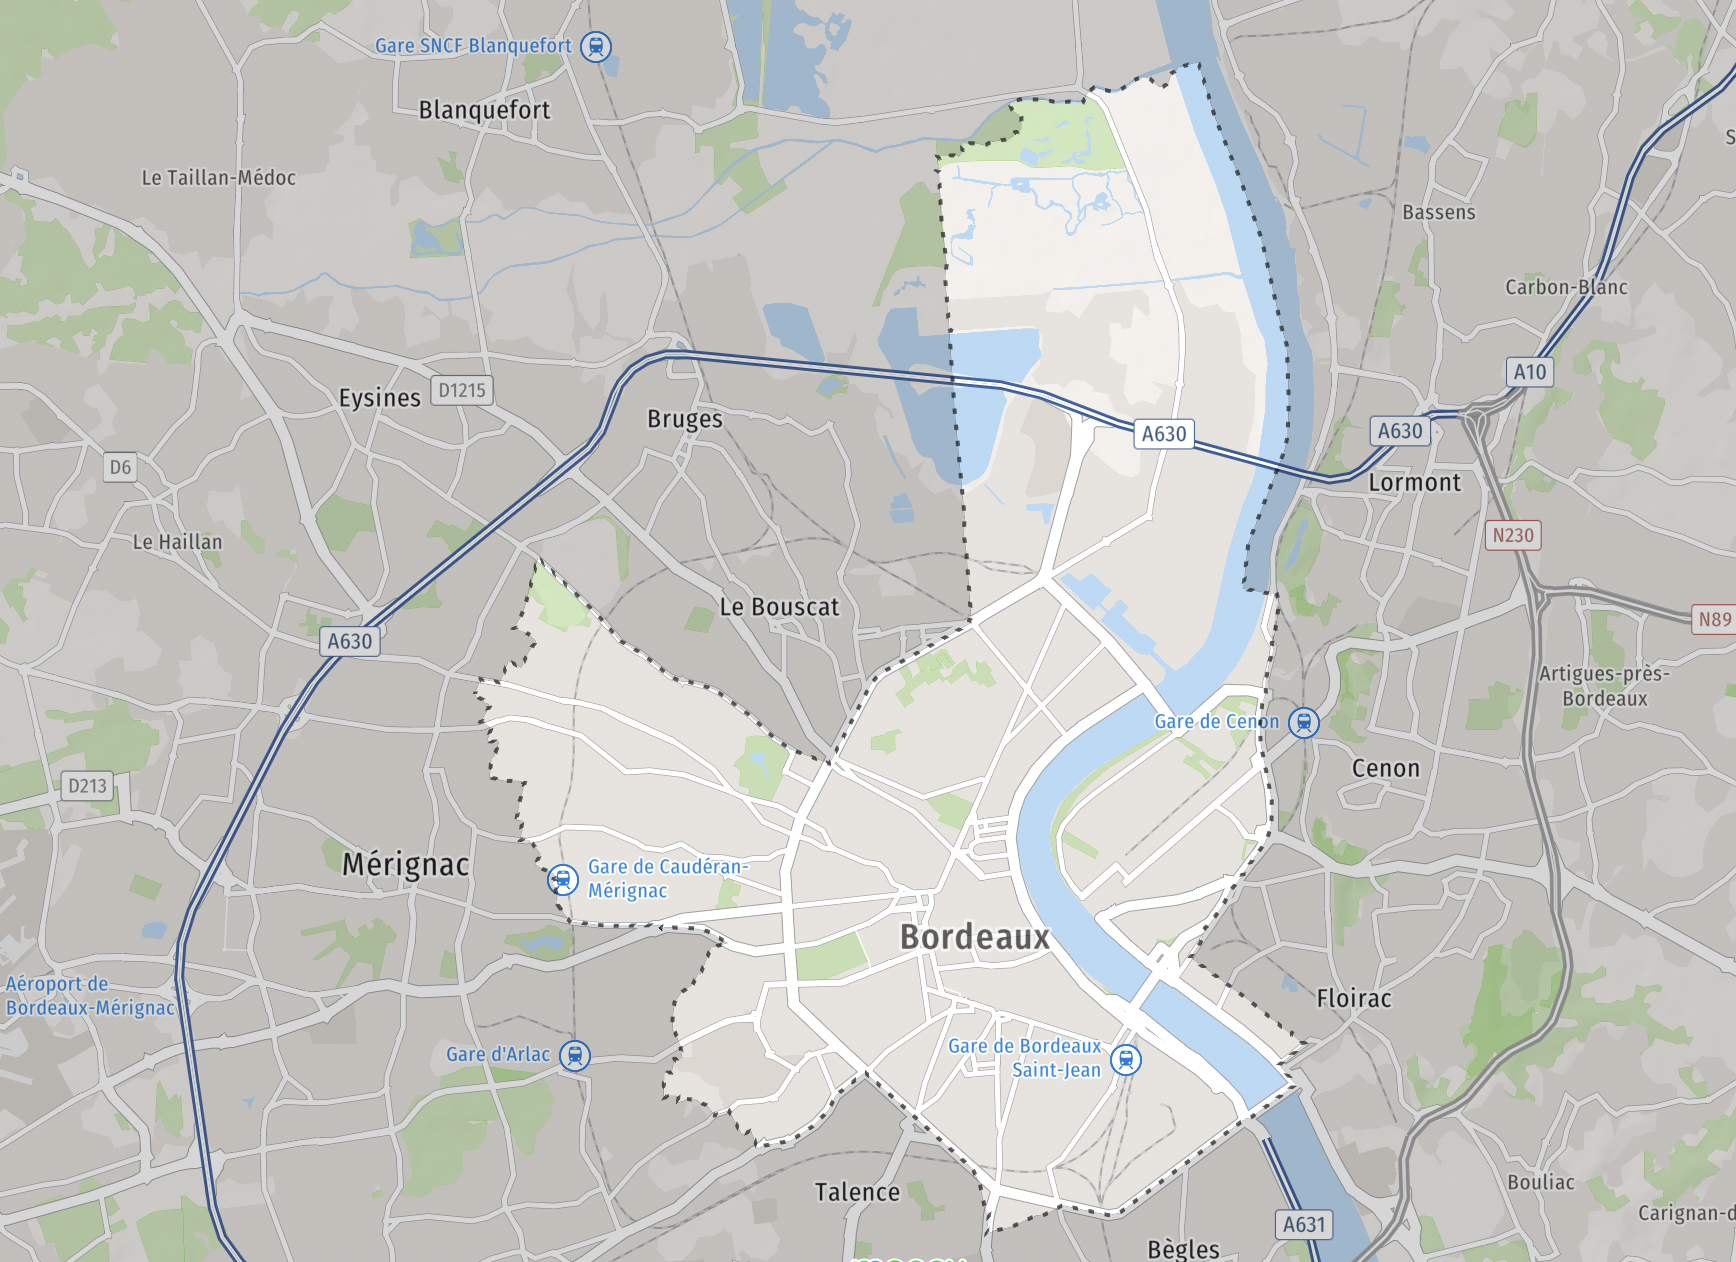 Gare SNCF Blanquefort
Blanquefort
Le Taillan-Médoc
Bassens
Carbon-Blanc
A10
D1215
Eysines
Bruges
A630
A630
D6
Lormont
N230
Le Haillan
Le Bouscat
N89
A630
Artigues-près-
Bordeaux
Gare de Cenon
Cenon
D213
Mérignac
Gare de Caudéran-
Mérignac
Bordeaux
Aéroport de
Bordeaux-Mérignac
Floirac
Gare d'Arlac
Gare de Bordeaux
Saint-Jean
Talence
Bouliac
Carignan-d
A631
Bègles